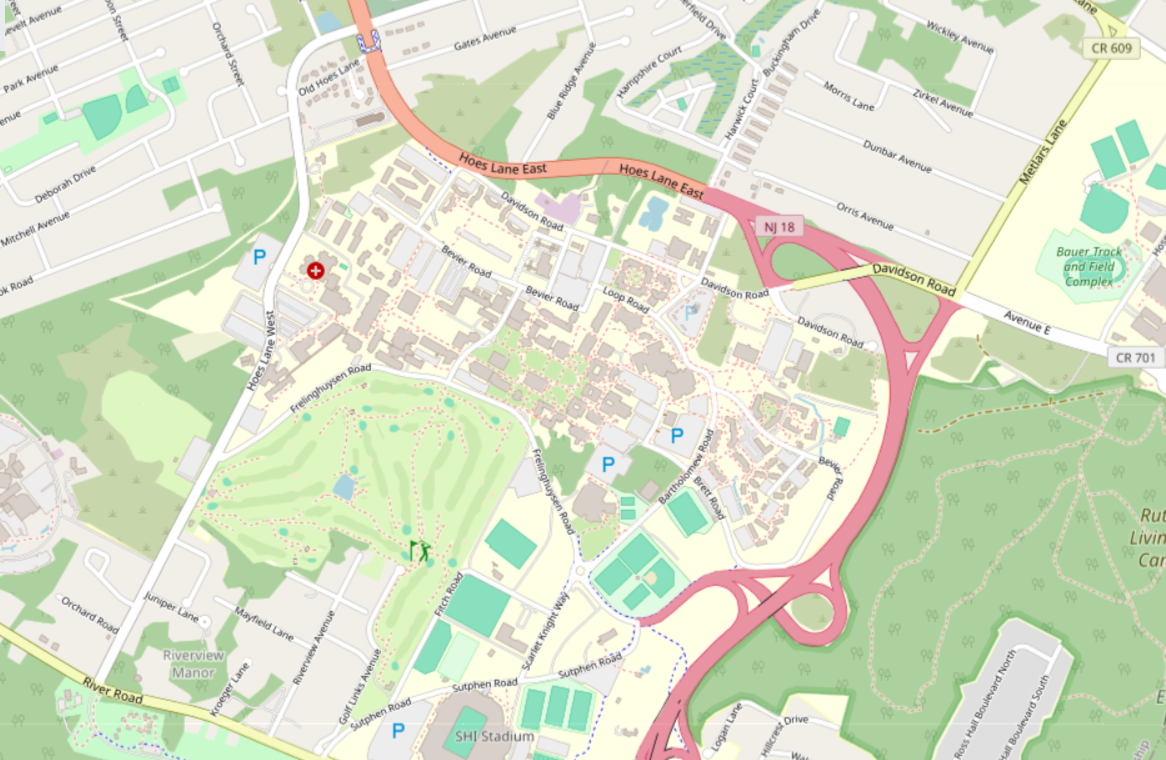 evelt Avenue
on Street
Orchard Street
Park Avenue
enue
Gates Avenue
Old Hoes Lane
Blue Ridge Avenue
Hampshire Court
erfield Drive
Buckingham Drive
Harwick Court
Wickley Avenue
ane
CR 609
Morris Lane
Zirkel Avenue
Dunbar Avenue
Metlars Lane
Deborah Drive
Mitchell Avenue
ok Road
Hoes Lane East
Hoes Lane East
Davidson Road
Orris Avenue
NJ 18
Bauer Track
and Field
Complex
Ho
P
Bevier Road
Bevier Road
Loop Road
P
Davidson Road
Davidson Road
Davidson Road
Avenue E
CR 701
Hoes Lane West
Frelinghuysen Road
Frelinghuysen Road
P
P
Bartholomew Road
Brett Road
Bevier Road
Rut
Livin
Car
Orchard Road
Juniper Lane
Mayfield Lane
Riverview Avenue
Fitch Road
Scarlet Knight Way
Riverview
Manor
Kroeger Lane
Golf Links Avenue
Sutphen Road
Sutphen Road
Sutphen Road
River Road
P
SHI Stadium
Logan Lane
Hillcrest Drive
Wal
Ross Hall Boulevard North
Hall Boulevard South
E
ship